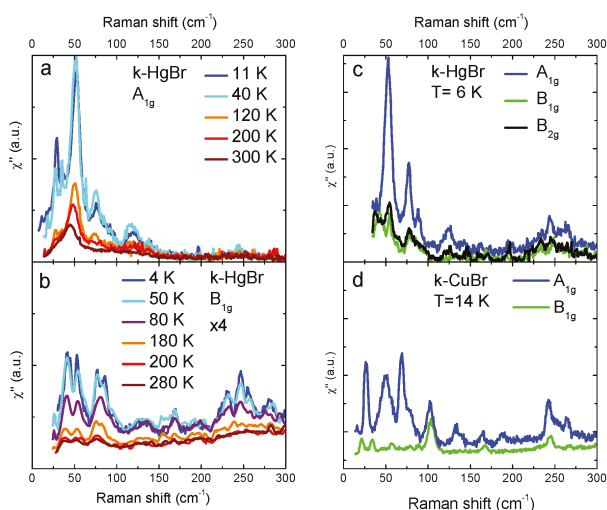 Raman shift (cm-1)
0 50 100 150 200 250 300
a
k-HgBr
A1g
11 K
40 K
120 K
200 K
300 K
χ'' (a.u.)
b
4 K
50 K
80 K
180 K
200 K
280 K
k-HgBr
B1g
x4
χ'' (a.u.)
0 50 100 150 200 250 300
Raman shift (cm-1)
Raman shift (cm-1)
0 50 100 150 200 250 300
c
k-HgBr
T= 6 K
A1g
B1g
B2g
χ'' (a.u.)
d
k-CuBr
T=14 K
A1g
B1g
χ'' (a.u.)
0 50 100 150 200 250 300
Raman shift (cm-1)